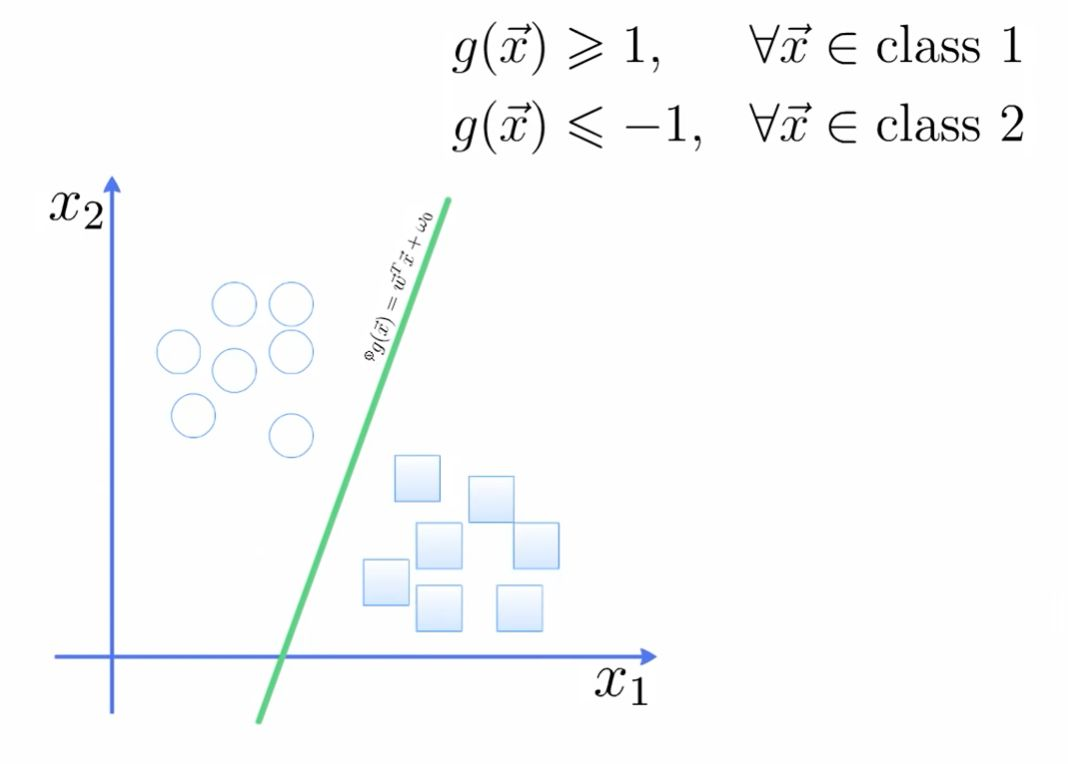 g(x⃗) ⩾ 1, ∀x⃗ ∈ class 1
g(x⃗) ⩽ −1, ∀x⃗ ∈ class 2
x₂
g(x⃗) = w⃗ᵀx⃗ + ω₀
x₁